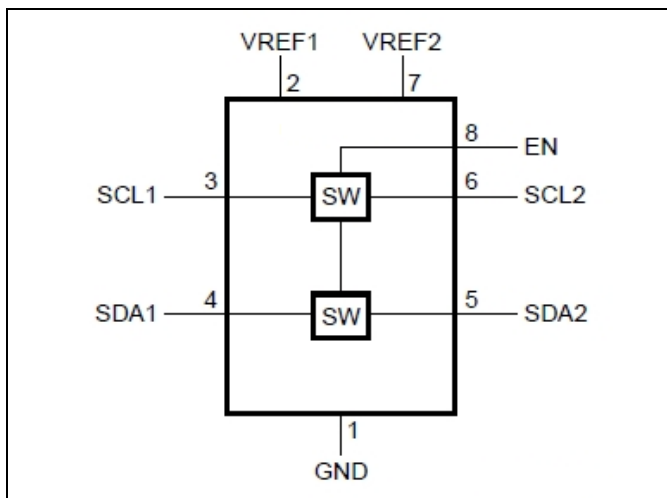 VREF1 VREF2
2 7
8 EN
SCL1 3 SW 6 SCL2
SDA1 4 SW 5 SDA2
1
GND